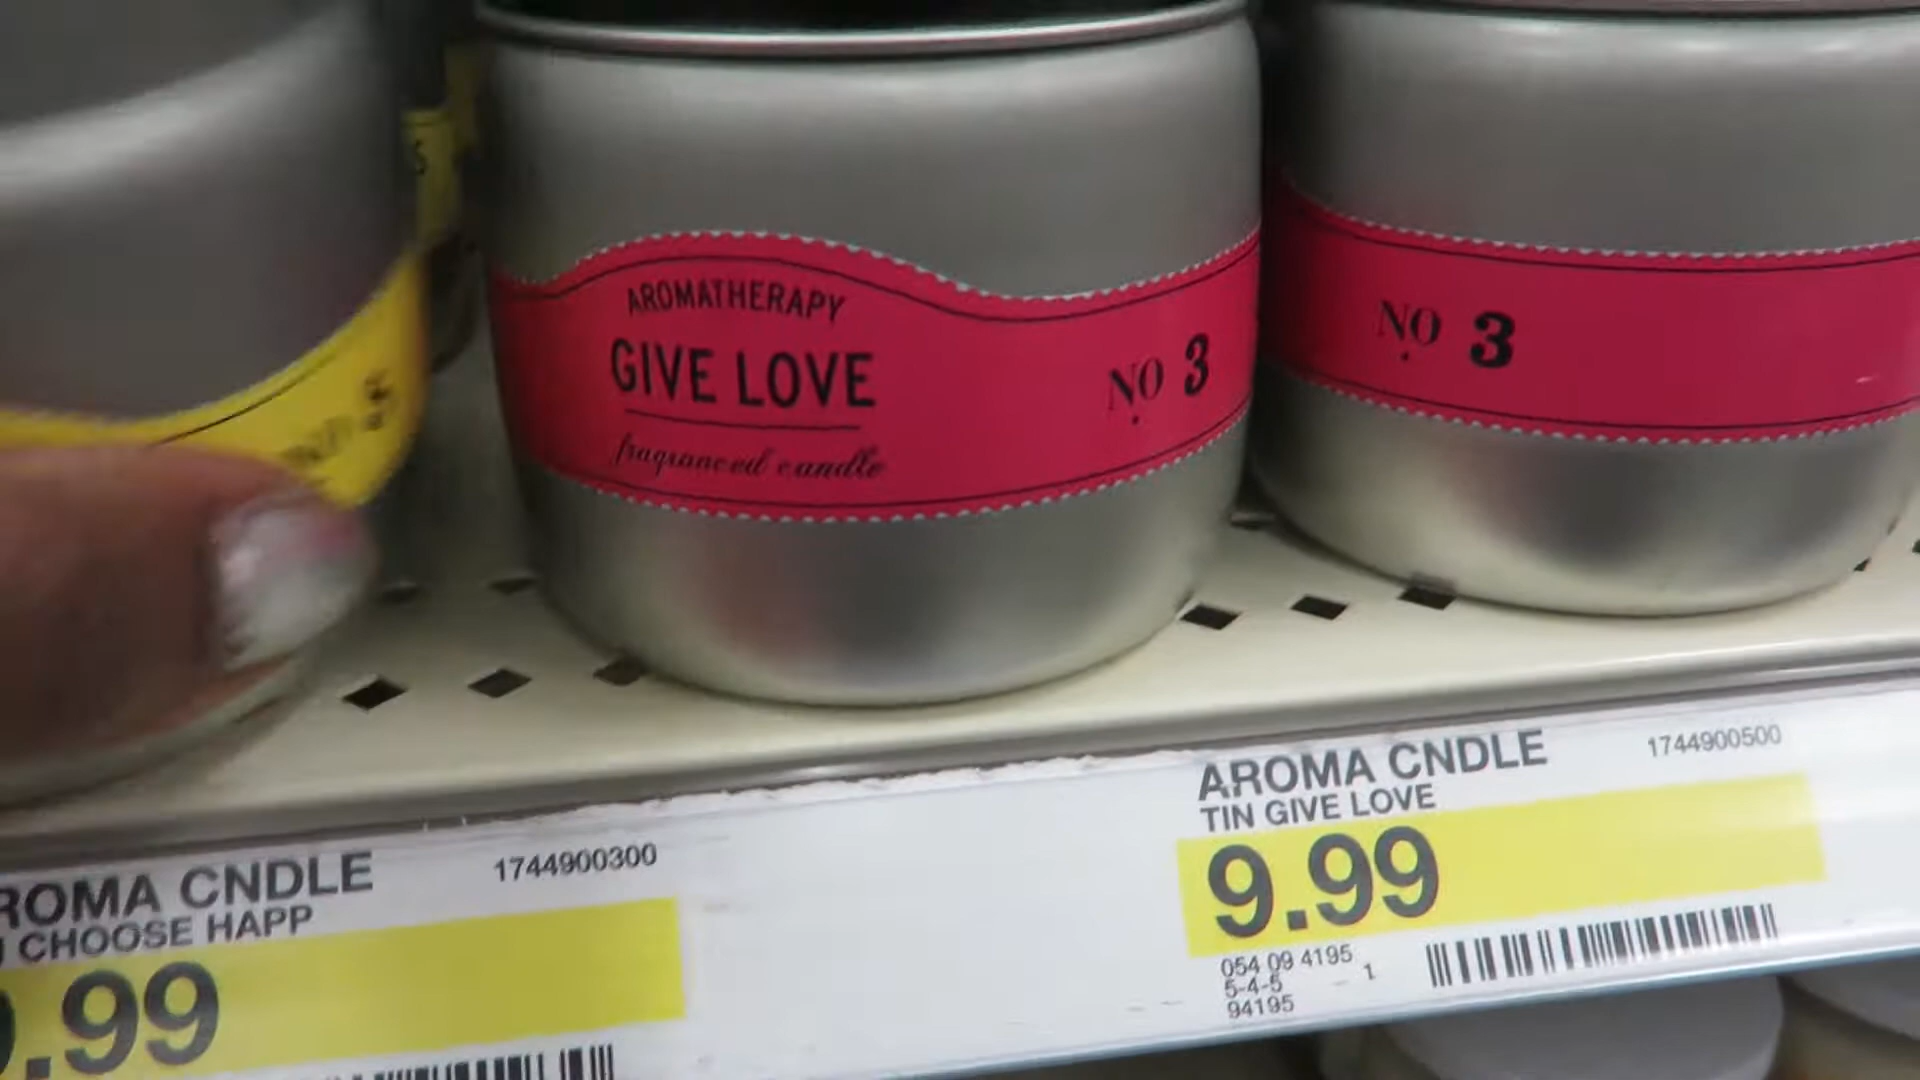 AROMATHERAPY
GIVE LOVE
fragranced candle
NO 3
NO 3
AROMA CNDLE
1744900500
TIN GIVE LOVE
9.99
054 09 4195
5-4-5
1
94195
ROMA CNDLE
1744900300
CHOOSE HAPP
.99